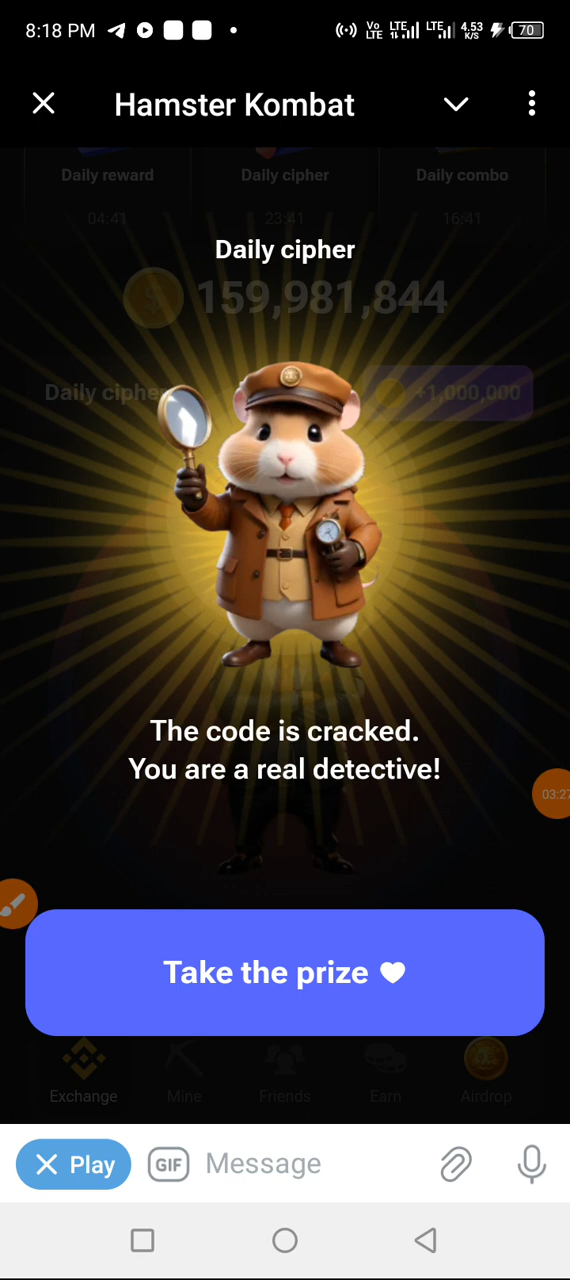 8:18 PM
Vo LTE LTE LTE 4.53 K/S 70
Hamster Kombat
Daily reward Daily cipher Daily combo
04:41 23:41 16:41
Daily cipher
159,981,844
Daily cipher +1,000,000
The code is cracked.
You are a real detective!
03:27
Take the prize
Exchange Mine Friends Earn Airdrop
Play GIF Message